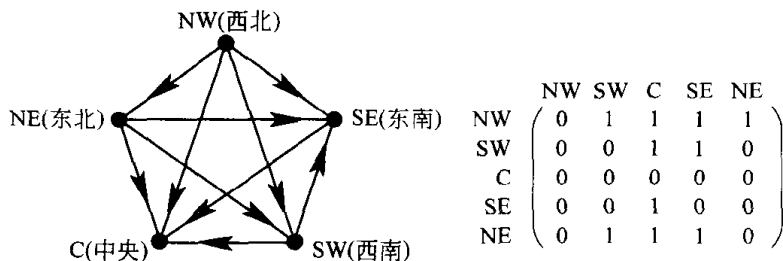 NW(西北)
NE(东北)
SE(东南)
C(中央)
SW(西南)
NW SW C SE NE
NW 0 1 1 1 1
SW 0 0 1 1 0
C 0 0 0 0 0
SE 0 0 1 0 0
NE 0 1 1 1 0